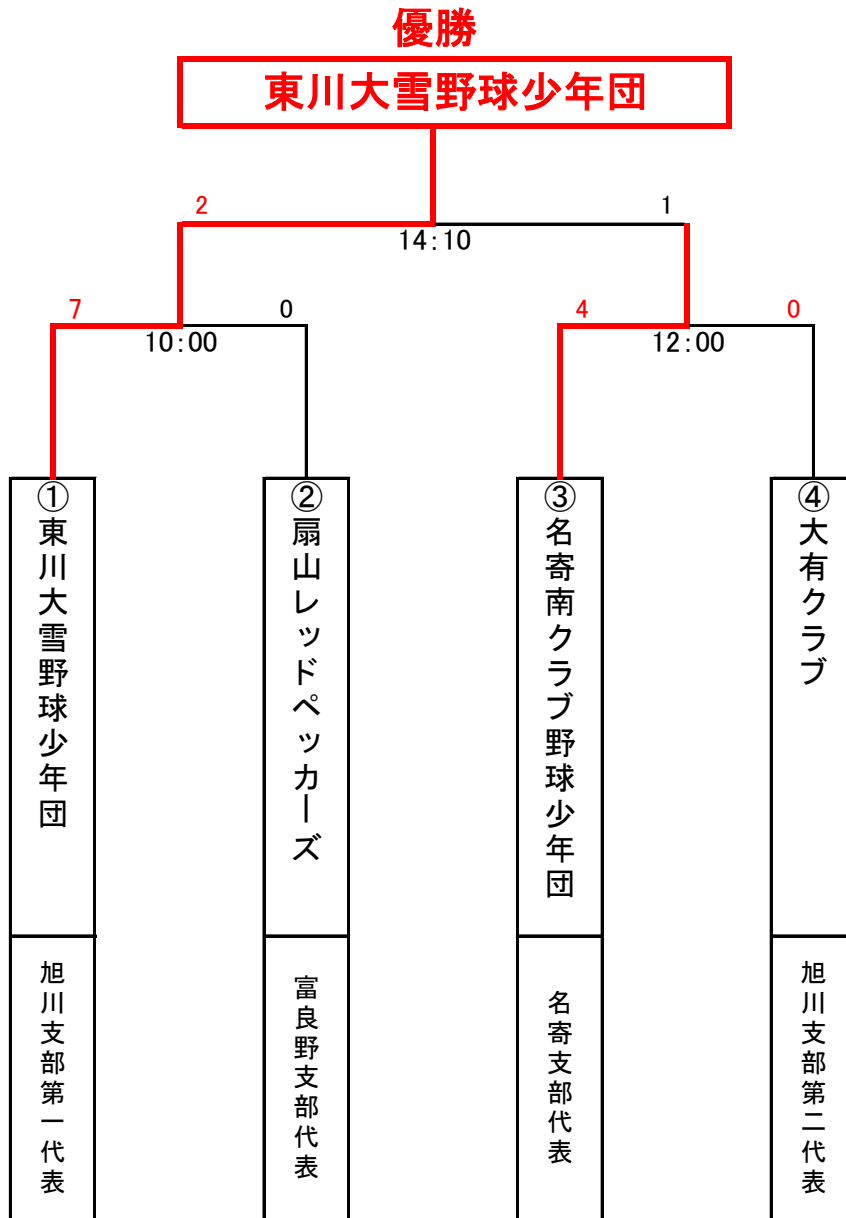 優勝
東川大雪野球少年団
2
1
14:10
7
0
4
0
10:00
12:00
①東川大雪野球少年団
②扇山レッドペッカーズ
③名寄南クラブ野球少年団
④大有クラブ
旭川支部第一代表
富良野支部代表
名寄支部代表
旭川支部第二代表